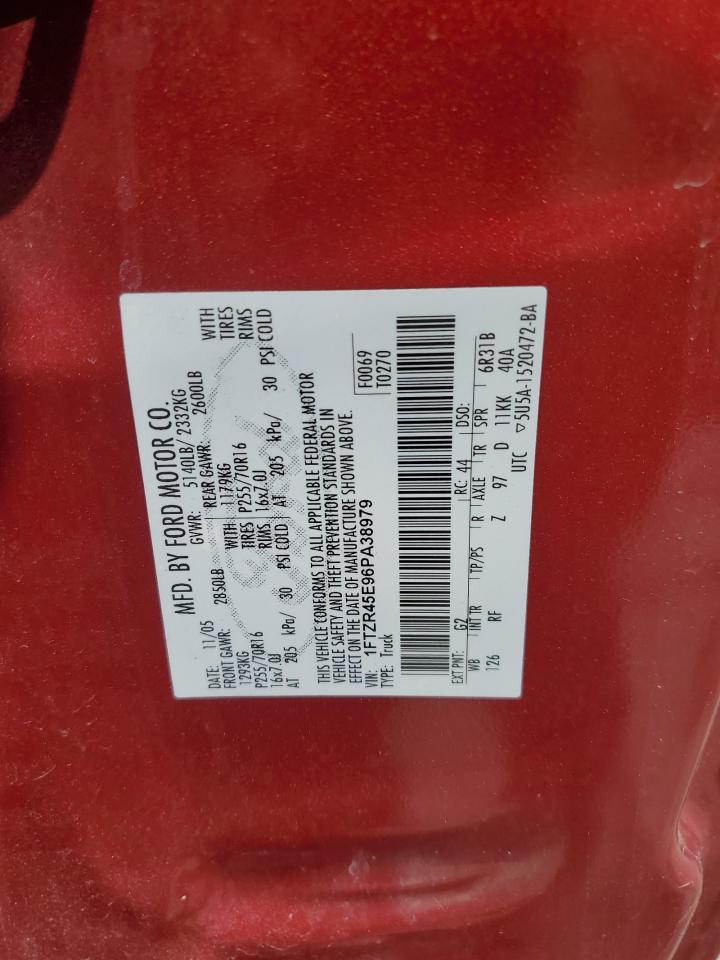 MFD. BY FORD MOTOR CO.
DATE: 11/05 GVWR: 5140LB/ 2332KG
FRONT GAWR: 2850LB REAR GAWR: 2600LB
1293KG WITH 1179KG WITH
P255/70R16 TIRES P255/70R16 TIRES
16x7.0J RIMS 16x7.0J RIMS
AT 205 kPa/ 30 PSI COLD AT 205 kPa/ 30 PSI COLD
THIS VEHICLE CONFORMS TO ALL APPLICABLE FEDERAL MOTOR
VEHICLE SAFETY AND THEFT PREVENTION STANDARDS IN
EFFECT ON THE DATE OF MANUFACTURE SHOWN ABOVE.
VIN: 1FTZR45E96PA38979 F0069
TYPE: Truck T0270
EXT PNT: G2 RC: 44 DSO:
WB INT TR TP/PS R AXLE TR SPR 6R31B
126 RF Z 97 D 11KK 40A
UTC ▽5U5A-1520472-BA